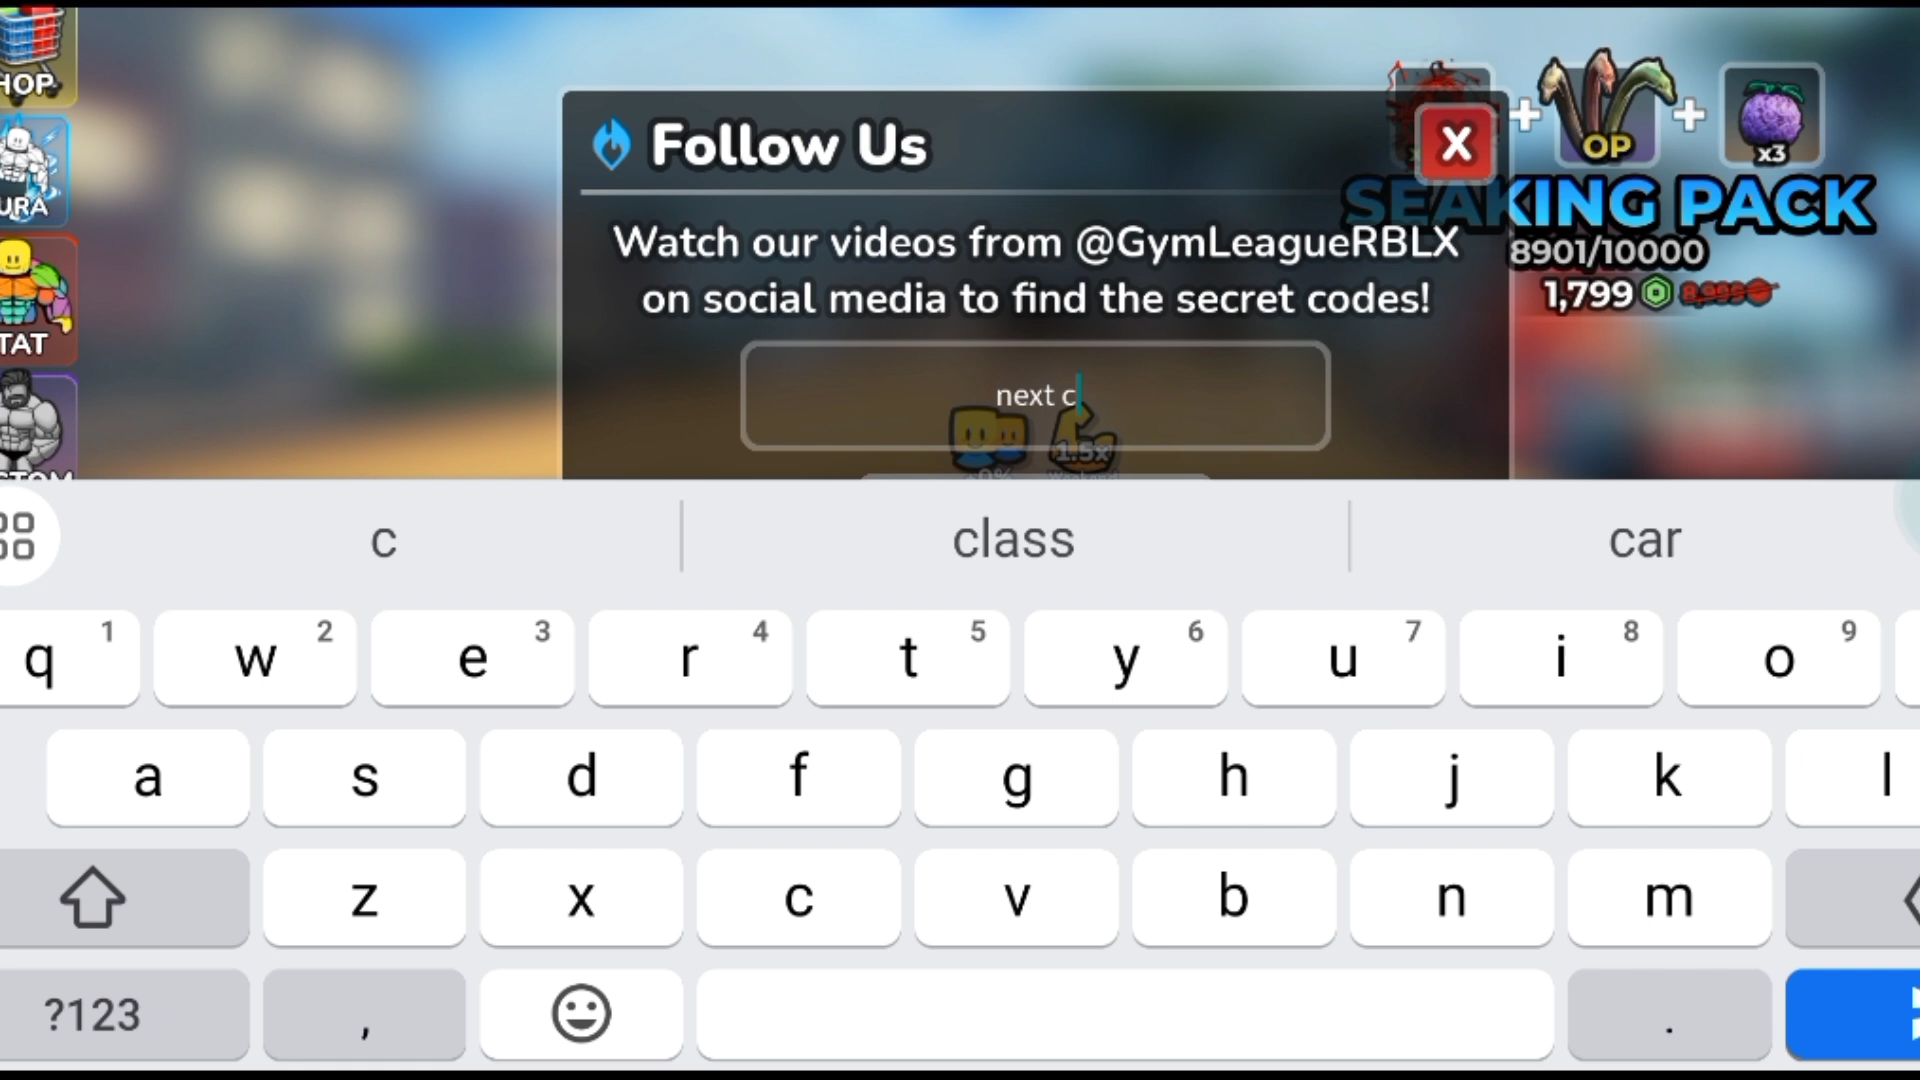 HOP
URA
TAT
Follow Us
X
OP
x3
SEAKING PACK
8901/10000
1,799 8,999
Watch our videos from @GymLeagueRBLX
on social media to find the secret codes!
next c
1.5x
c class car
q 1 w 2 e 3 r 4 t 5 y 6 u 7 i 8 o 9
a s d f g h j k l
z x c v b n m
?123 , .